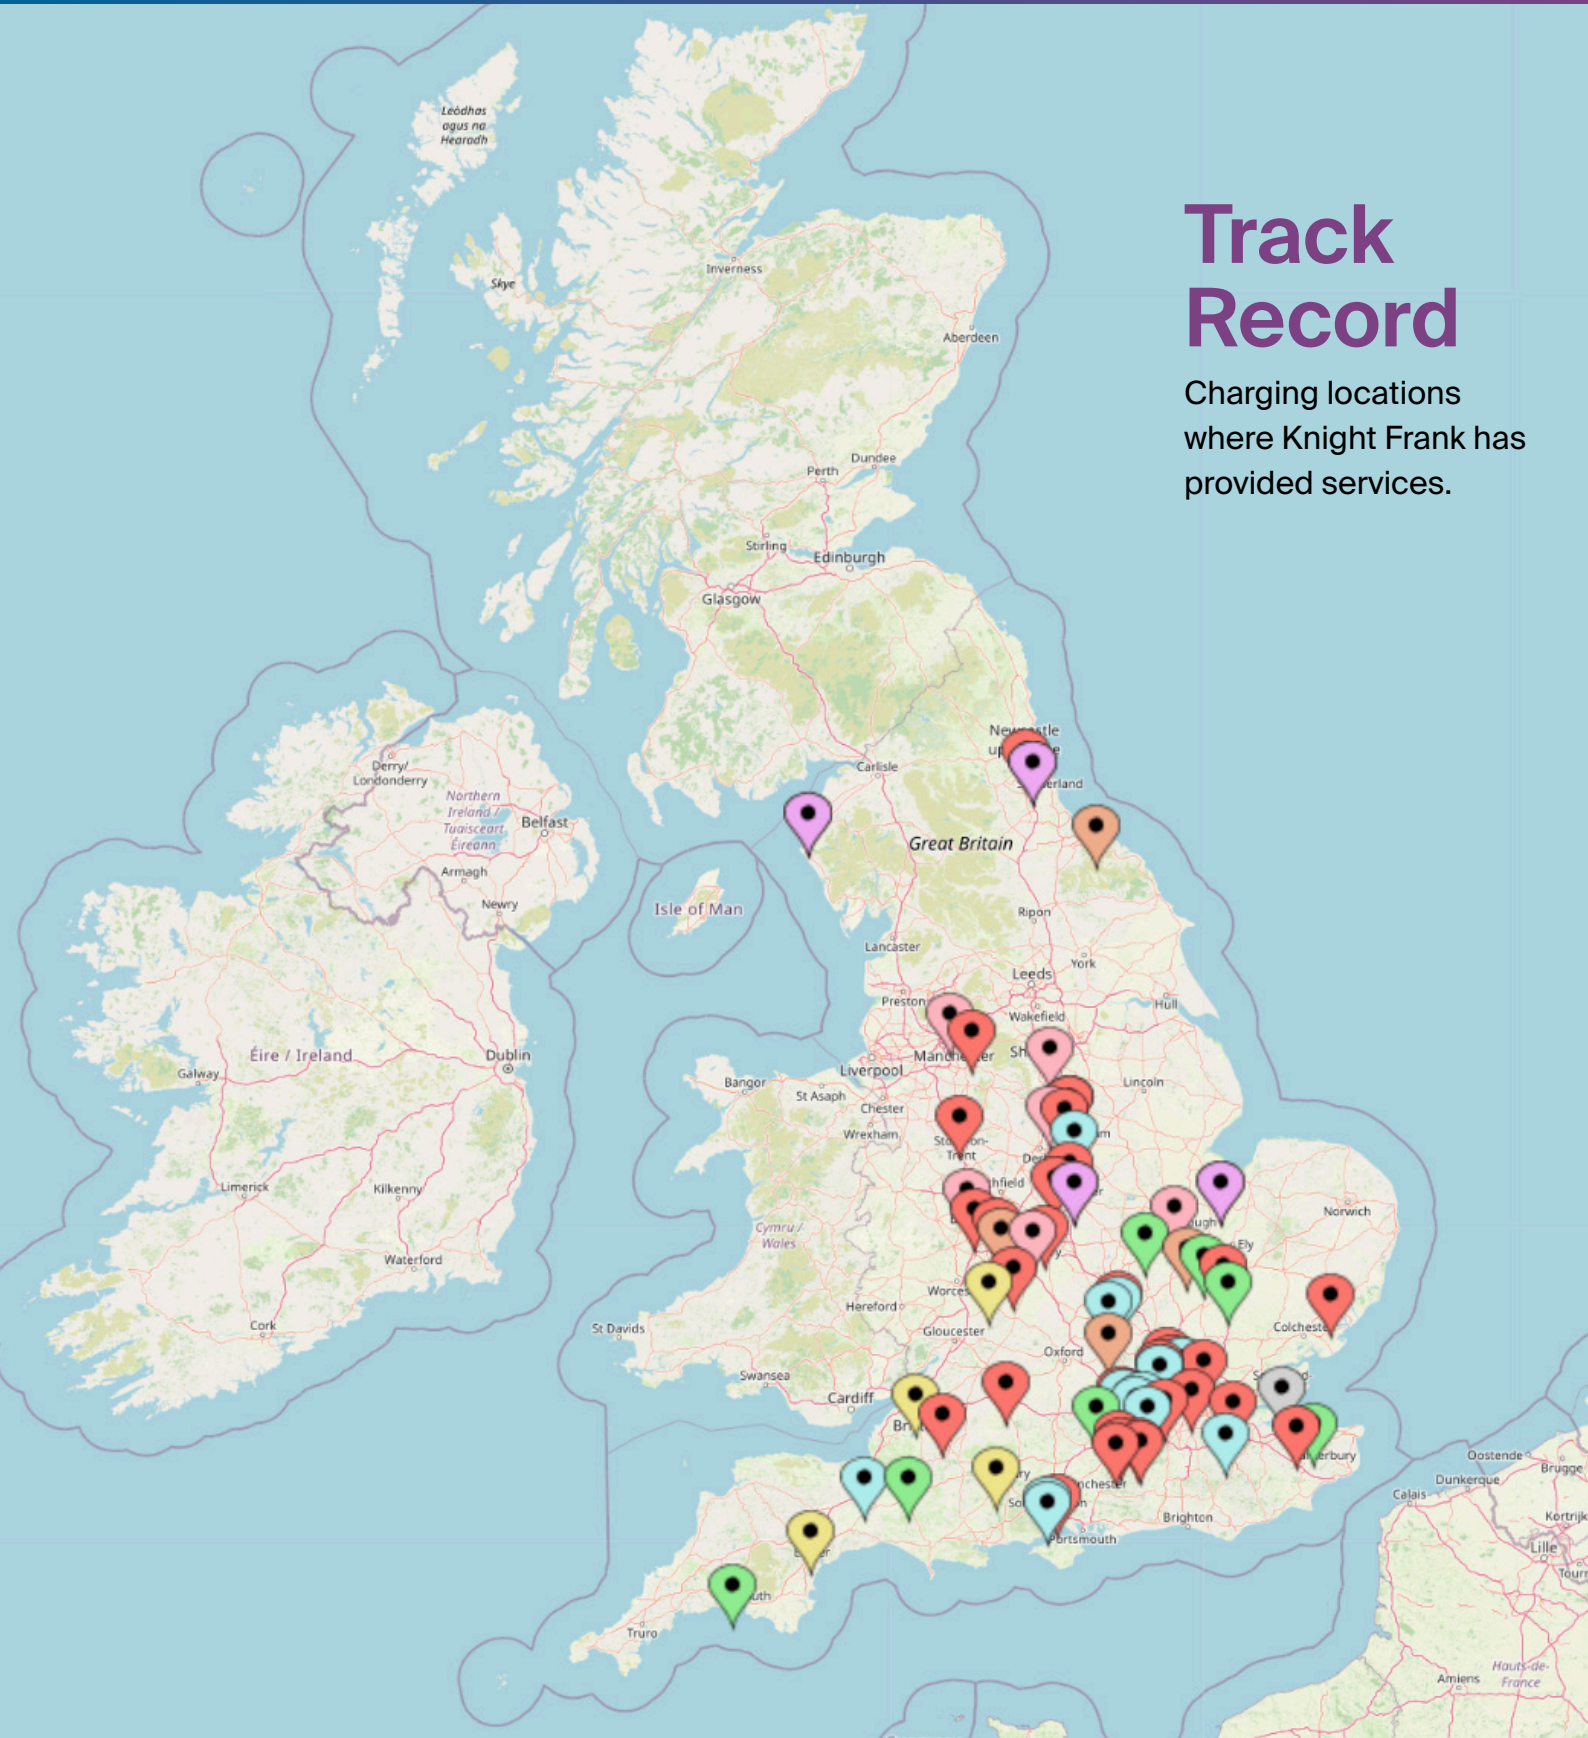 Leòdhas
agus na
Hearadh
Track
Record
Charging locations
where Knight Frank has
provided services.
Inverness
Skye
Aberdeen
Dundee
Perth
Stirling
Edinburgh
Glasgow
Carlisle
Derry/
Londonderry
Northern
Ireland /
Tuaisceart
Éireann
Belfast
Armagh
Newry
Great Britain
Isle of Man
Ripon
Lancaster
York
Leeds
Preston
Hull
Wakefield
Éire / Ireland
Dublin
Galway
Liverpool
Bangor
St Asaph
Lincoln
Chester
Wrexham
Trent
Limerick
Kilkenny
Norwich
Cymru /
Wales
Ely
Waterford
Hereford
Cork
St Davids
Gloucester
Oxford
Swansea
Cardiff
Oostende
Brugge
Dunkerque
Calais
Brighton
Portsmouth
Lille
Truro
Amiens
Hauts-de-
France